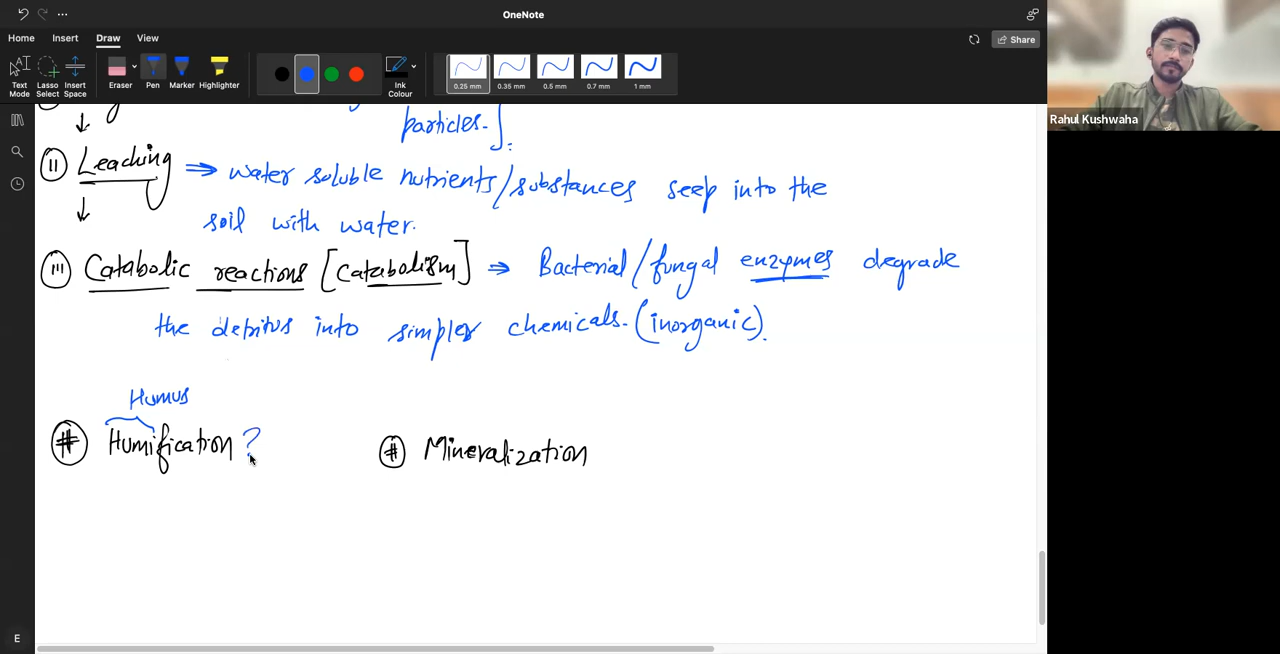 OneNote
Home Insert Draw View
Share
Text Mode
Lasso Select
Insert Space
Eraser
Pen
Marker
Highlighter
Ink Colour
0.25 mm 0.35 mm 0.5 mm 0.7 mm 1 mm
Rahul Kushwaha
particles.]
(ii) Leaching ⇒ water soluble nutrients/substances seep into the
soil with water.
(iii) Catabolic reactions [Catabolism] ⇒ Bacterial/fungal enzymes degrade
the detritus into simpler chemicals. (inorganic).
Humus
# Humification ? # Mineralization
E